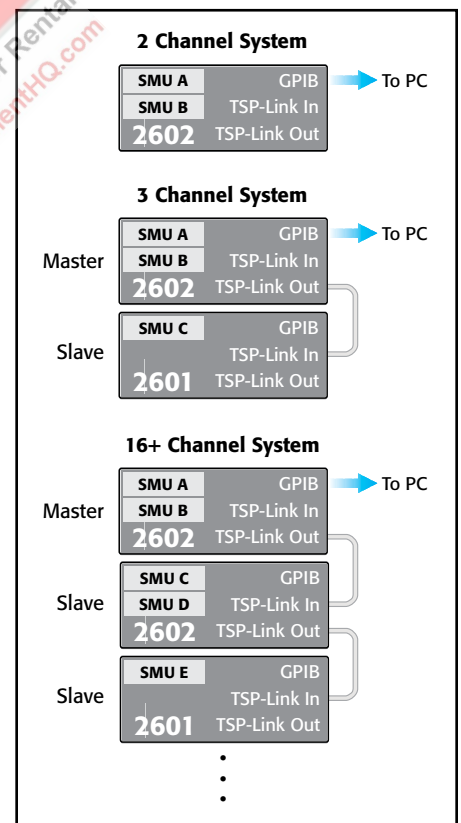 2 Channel System
SMU A GPIB To PC
SMU B TSP-Link In
2602 TSP-Link Out
3 Channel System
SMU A GPIB To PC
Master SMU B TSP-Link In
2602 TSP-Link Out
SMU C GPIB
Slave TSP-Link In
2601 TSP-Link Out
16+ Channel System
SMU A GPIB To PC
Master SMU B TSP-Link In
2602 TSP-Link Out
SMU C GPIB
Slave SMU D TSP-Link In
2602 TSP-Link Out
SMU E GPIB
Slave TSP-Link In
2601 TSP-Link Out